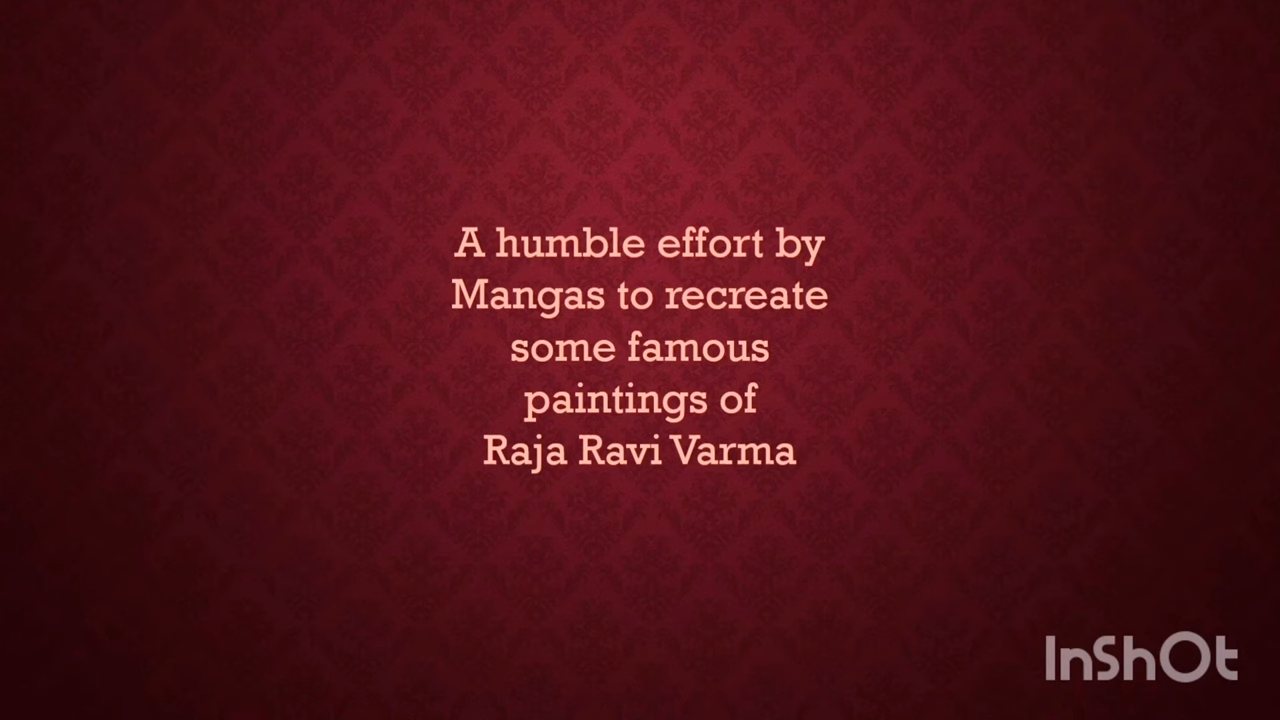 A humble effort by
Mangas to recreate
some famous
paintings of
Raja Ravi Varma
InShOt